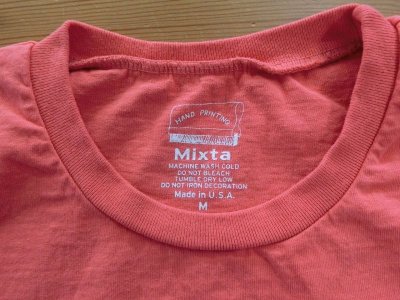 HAND PRINTING
Mixta
MACHINE WASH COLD
DO NOT BLEACH
TUMBLE DRY LOW
DO NOT IRON DECORATION
Made in U.S.A.
M